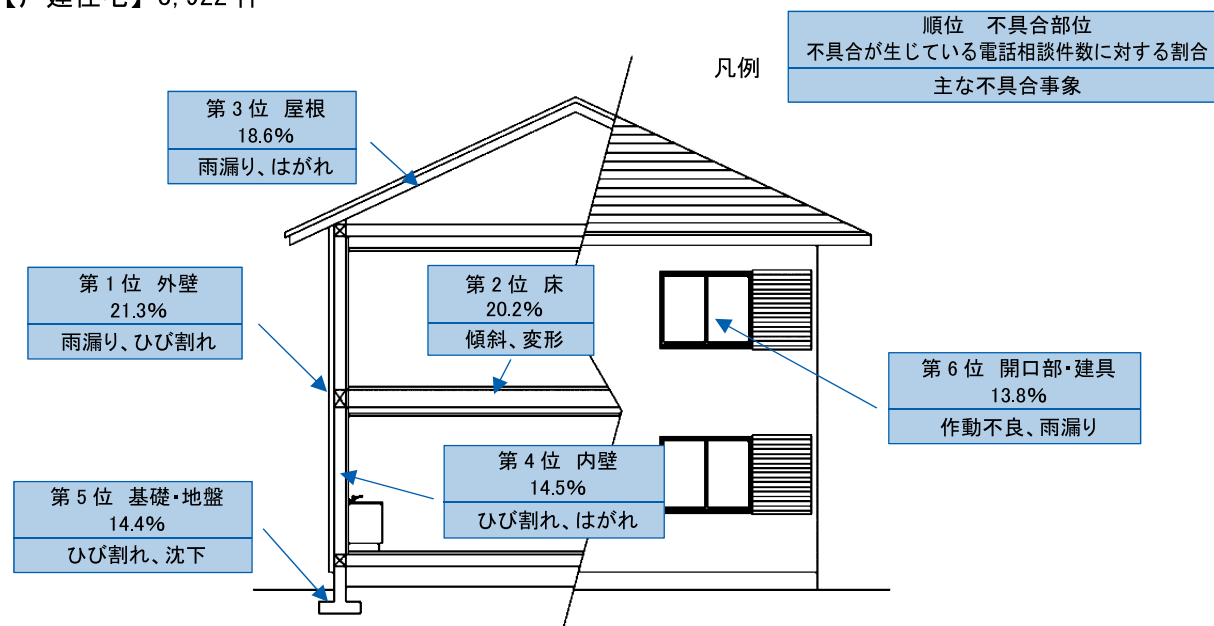 凡例
順位 不具合部位
不具合が生じている電話相談件数に対する割合
主な不具合事象
第3位 屋根
18.6%
雨漏り、はがれ
第1位 外壁
21.3%
雨漏り、ひび割れ
第2位 床
20.2%
傾斜、変形
第6位 開口部・建具
13.8%
作動不良、雨漏り
第4位 内壁
14.5%
ひび割れ、はがれ
第5位 基礎・地盤
14.4%
ひび割れ、沈下